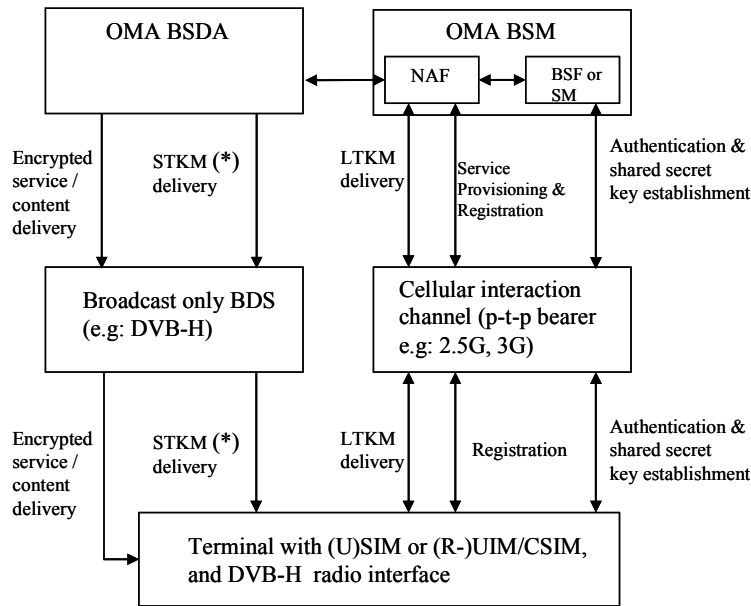 OMA BSDA
OMA BSM
NAF
BSF or
SM
Encrypted
service /
content
delivery
STKM (*)
delivery
LTKM
delivery
Service
Provisioning &
Registration
Authentication &
shared secret
key establishment
Broadcast only BDS
(e.g: DVB-H)
Cellular interaction
channel (p-t-p bearer
e.g: 2.5G, 3G)
Encrypted
service /
content
delivery
STKM (*)
delivery
LTKM
delivery
Registration
Authentication &
shared secret
key establishment
Terminal with (U)SIM or (R-)UIM/CSIM,
and DVB-H radio interface